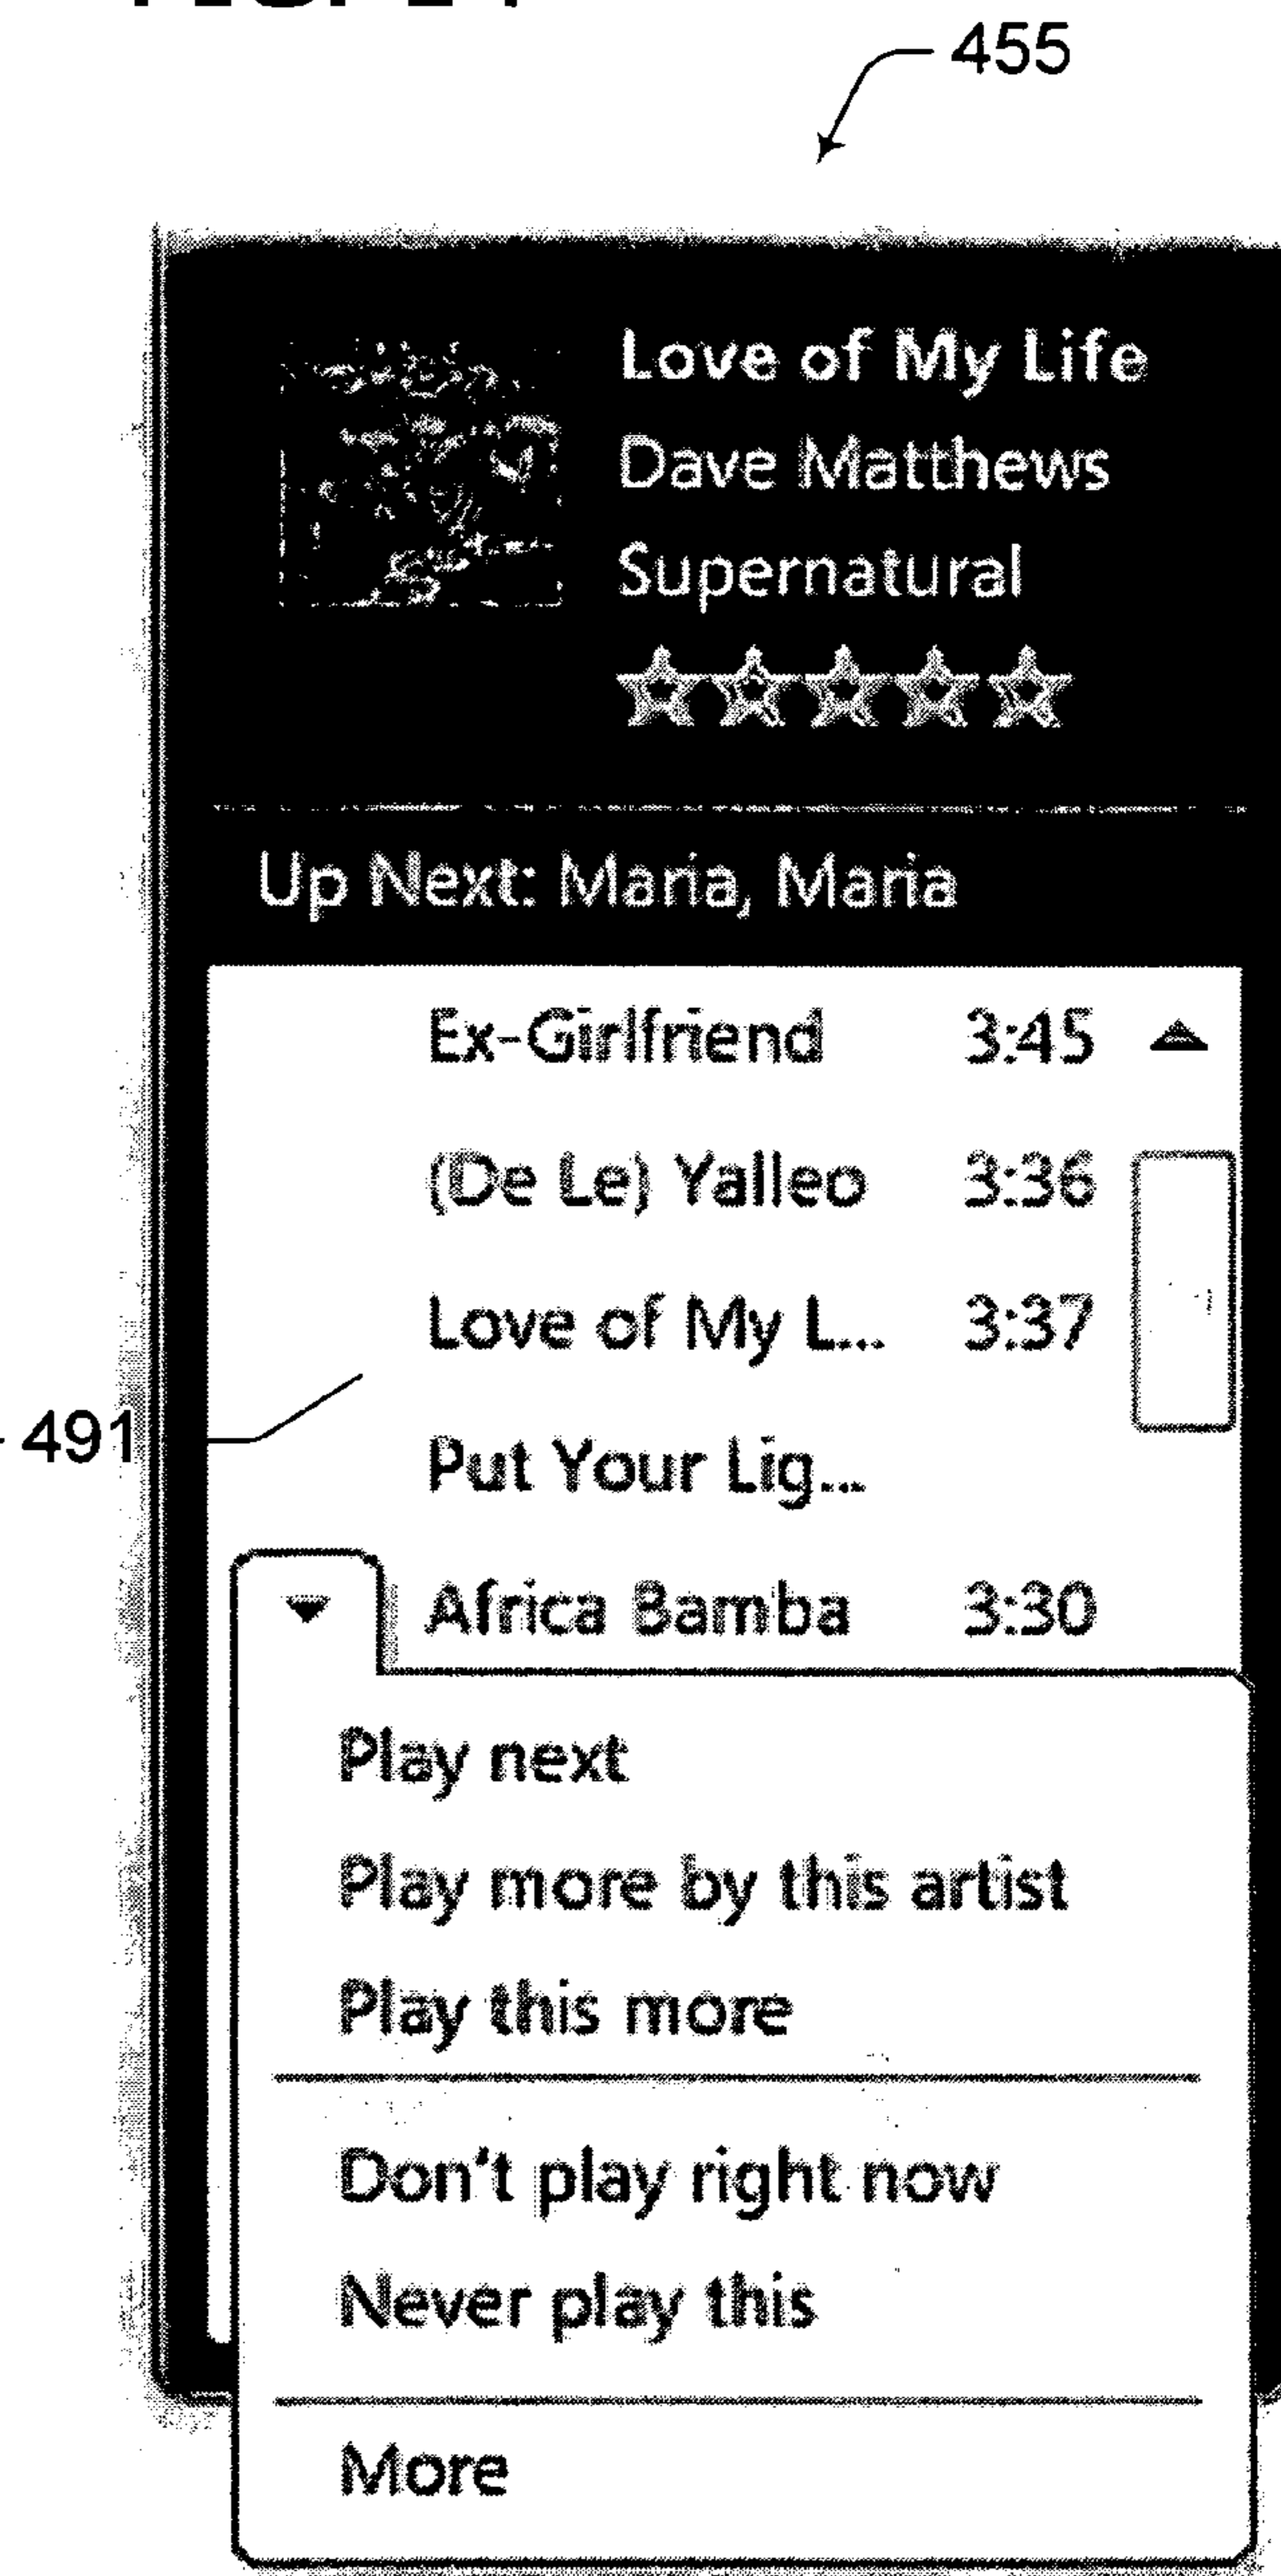 455
Love of My Life
Dave Matthews
Supernatural
Up Next: Maria, Maria
Ex-Girlfriend 3:45
(De Le) Yalleo 3:36
Love of My L... 3:37
491
Put Your Lig...
Africa Bamba 3:30
Play next
Play more by this artist
Play this more
Don't play right now
Never play this
More